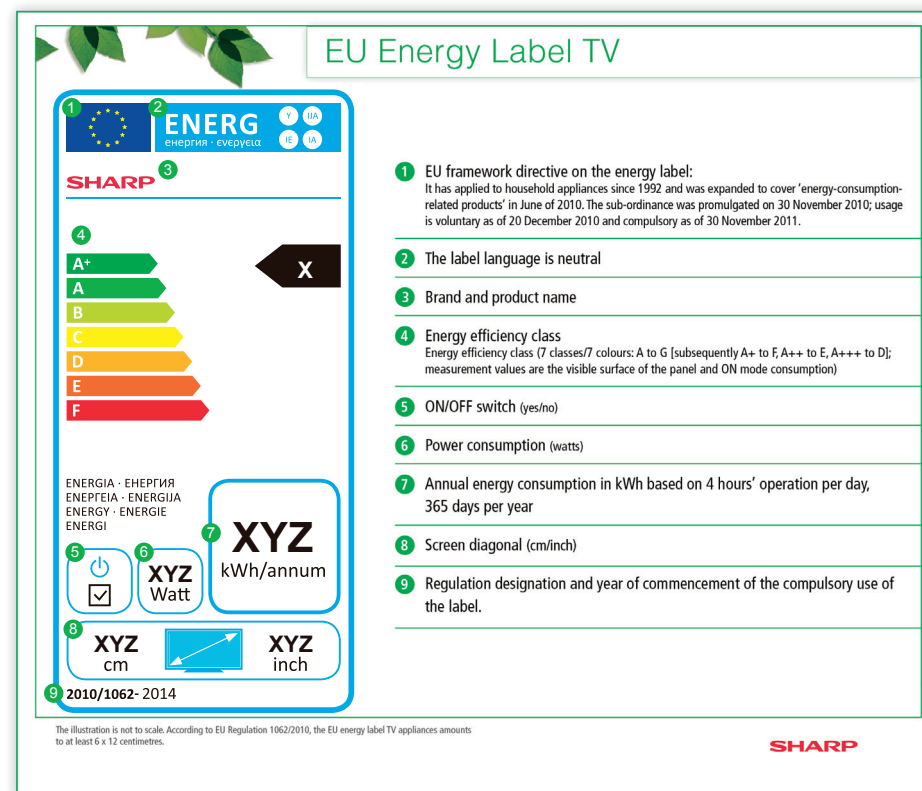 EU Energy Label TV
1
2
ENERG
енергия · ενεργεια
Y
IJA
IE
IA
SHARP
3
4
A+
A
B
C
D
E
F
X
ENERGIA · ЕНЕРГИЯ
ΕΝΕΡΓΕΙΑ · ENERGIJA
ENERGY · ENERGIE
ENERGI
5
6
XYZ
Watt
7
XYZ
kWh/annum
8
XYZ
cm
XYZ
inch
9
2010/1062- 2014
1 EU framework directive on the energy label:
It has applied to household appliances since 1992 and was expanded to cover 'energy-consumption-
related products' in June of 2010. The sub-ordinance was promulgated on 30 November 2010; usage
is voluntary as of 20 December 2010 and compulsory as of 30 November 2011.
2 The label language is neutral
3 Brand and product name
4 Energy efficiency class
Energy efficiency class (7 classes/7 colours: A to G [subsequently A+ to F, A++ to E, A+++ to D];
measurement values are the visible surface of the panel and ON mode consumption)
5 ON/OFF switch (yes/no)
6 Power consumption (watts)
7 Annual energy consumption in kWh based on 4 hours' operation per day,
365 days per year
8 Screen diagonal (cm/inch)
9 Regulation designation and year of commencement of the compulsory use of
the label.
The illustration is not to scale. According to EU Regulation 1062/2010, the EU energy label TV appliances amounts
to at least 6 x 12 centimetres.
SHARP